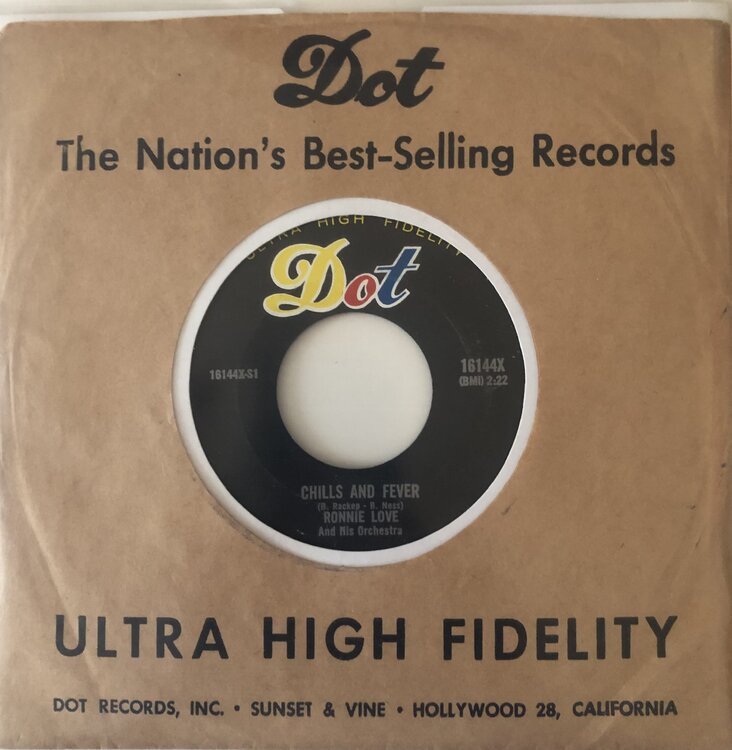 Dot
The Nation's Best-Selling Records
ULTRA HIGH FIDELITY
Dot
16144X-S1
16144X
(BMI) 2:22
CHILLS AND FEVER
(B. Rackep - B. Ness)
RONNIE LOVE
And His Orchestra
ULTRA HIGH FIDELITY
DOT RECORDS, INC. • SUNSET & VINE • HOLLYWOOD 28, CALIFORNIA